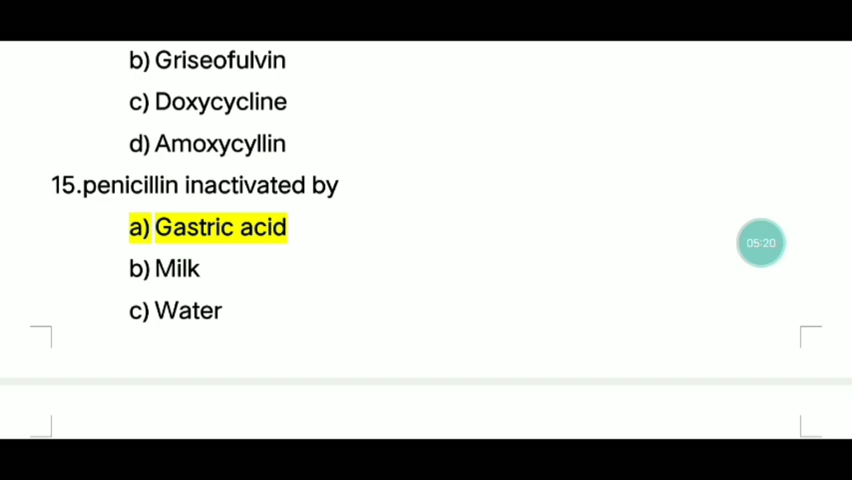 b) Griseofulvin
c) Doxycycline
d) Amoxycyllin
15.penicillin inactivated by
a) Gastric acid
05:20
b) Milk
c) Water